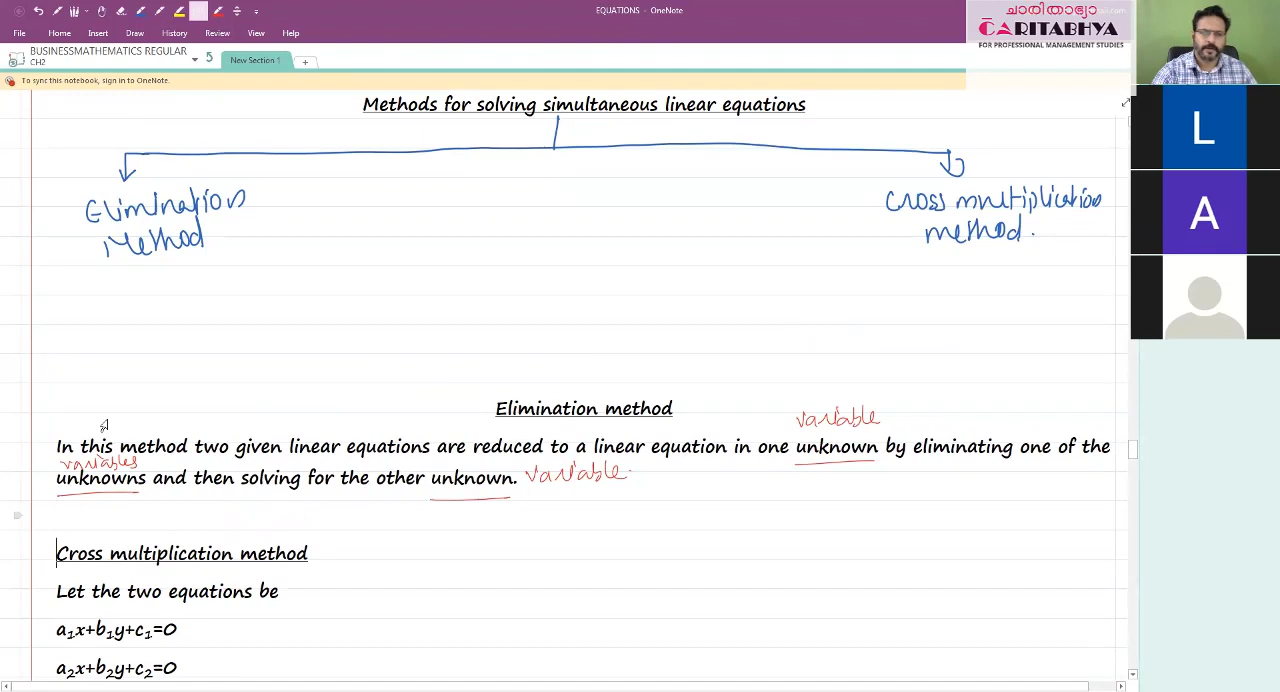 EQUATIONS - OneNote
File Home Insert Draw History Review View Help
ചാരിതാഭ്യാ
CARITABHYA
FOR PROFESSIONAL MANAGEMENT STUDIES
BUSINESSMATHEMATICS REGULAR
CH2
New Section 1
To sync this notebook, sign in to OneNote.
Methods for solving simultaneous linear equations
Elimination
Method
Cross multiplication
method.
Elimination method
variable
In this method two given linear equations are reduced to a linear equation in one unknown by eliminating one of the
variables
unknowns and then solving for the other unknown. variable.
Cross multiplication method
Let the two equations be
a₁x+b₁y+c₁=0
a₂x+b₂y+c₂=0
L
A